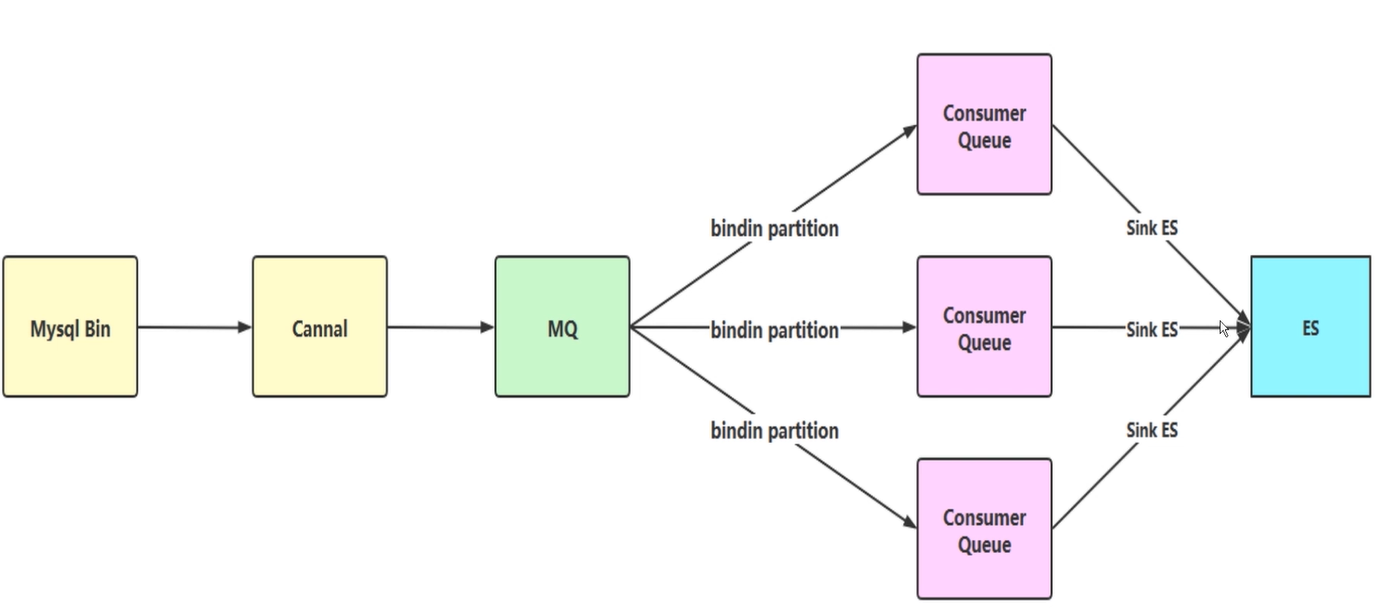 Consumer
Queue
bindin partition
Sink ES
Mysql Bin
Cannal
MQ
bindin partition
Consumer
Queue
Sink ES
ES
bindin partition
Sink ES
Consumer
Queue